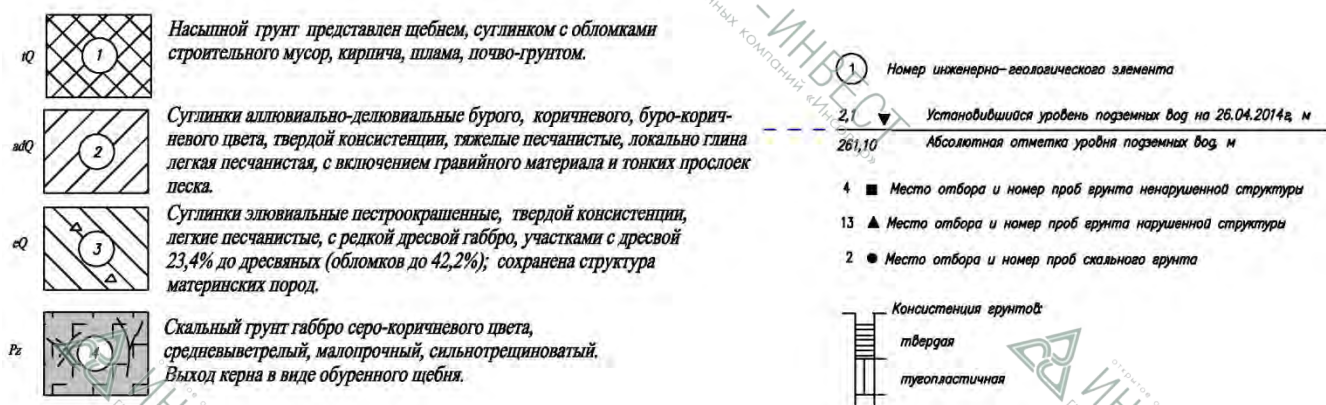 tQ
1
Насыпной грунт представлен щебнем, суглинком с обломками
строительного мусор, кирпича, шлама, почво-грунтом.
adQ
2
Суглинки аллювиально-делювиальные бурого, коричневого, буро-корич-
невого цвета, твердой консистенции, тяжелые песчанистые, локально глина
легкая песчанистая, с включением гравийного материала и тонких прослоек
песка.
eQ
3
Суглинки элювиальные пестроокрашенные, твердой консистенции,
легкие песчанистые, с редкой дресвой габбро, участками с дресвой
23,4% до дресвяных (обломков до 42,2%); сохранена структура
материнских пород.
Pz
4
Скальный грунт габбро серо-коричневого цвета,
средневыветрелый, малопрочный, сильнотрещиноватый.
Выход керна в виде обуренного щебня.
1 Номер инженерно-геологического элемента
2,1 Установившийся уровень подземных вод на 26.04.2014г, м
261,10 Абсолютная отметка уровня подземных вод, м
4 Место отбора и номер проб грунта ненарушенной структуры
13 Место отбора и номер проб грунта нарушенной структуры
2 Место отбора и номер проб скального грунта
Консистенция грунтов:
твердая
тугопластичная
-ИНВЕСТ
компаний